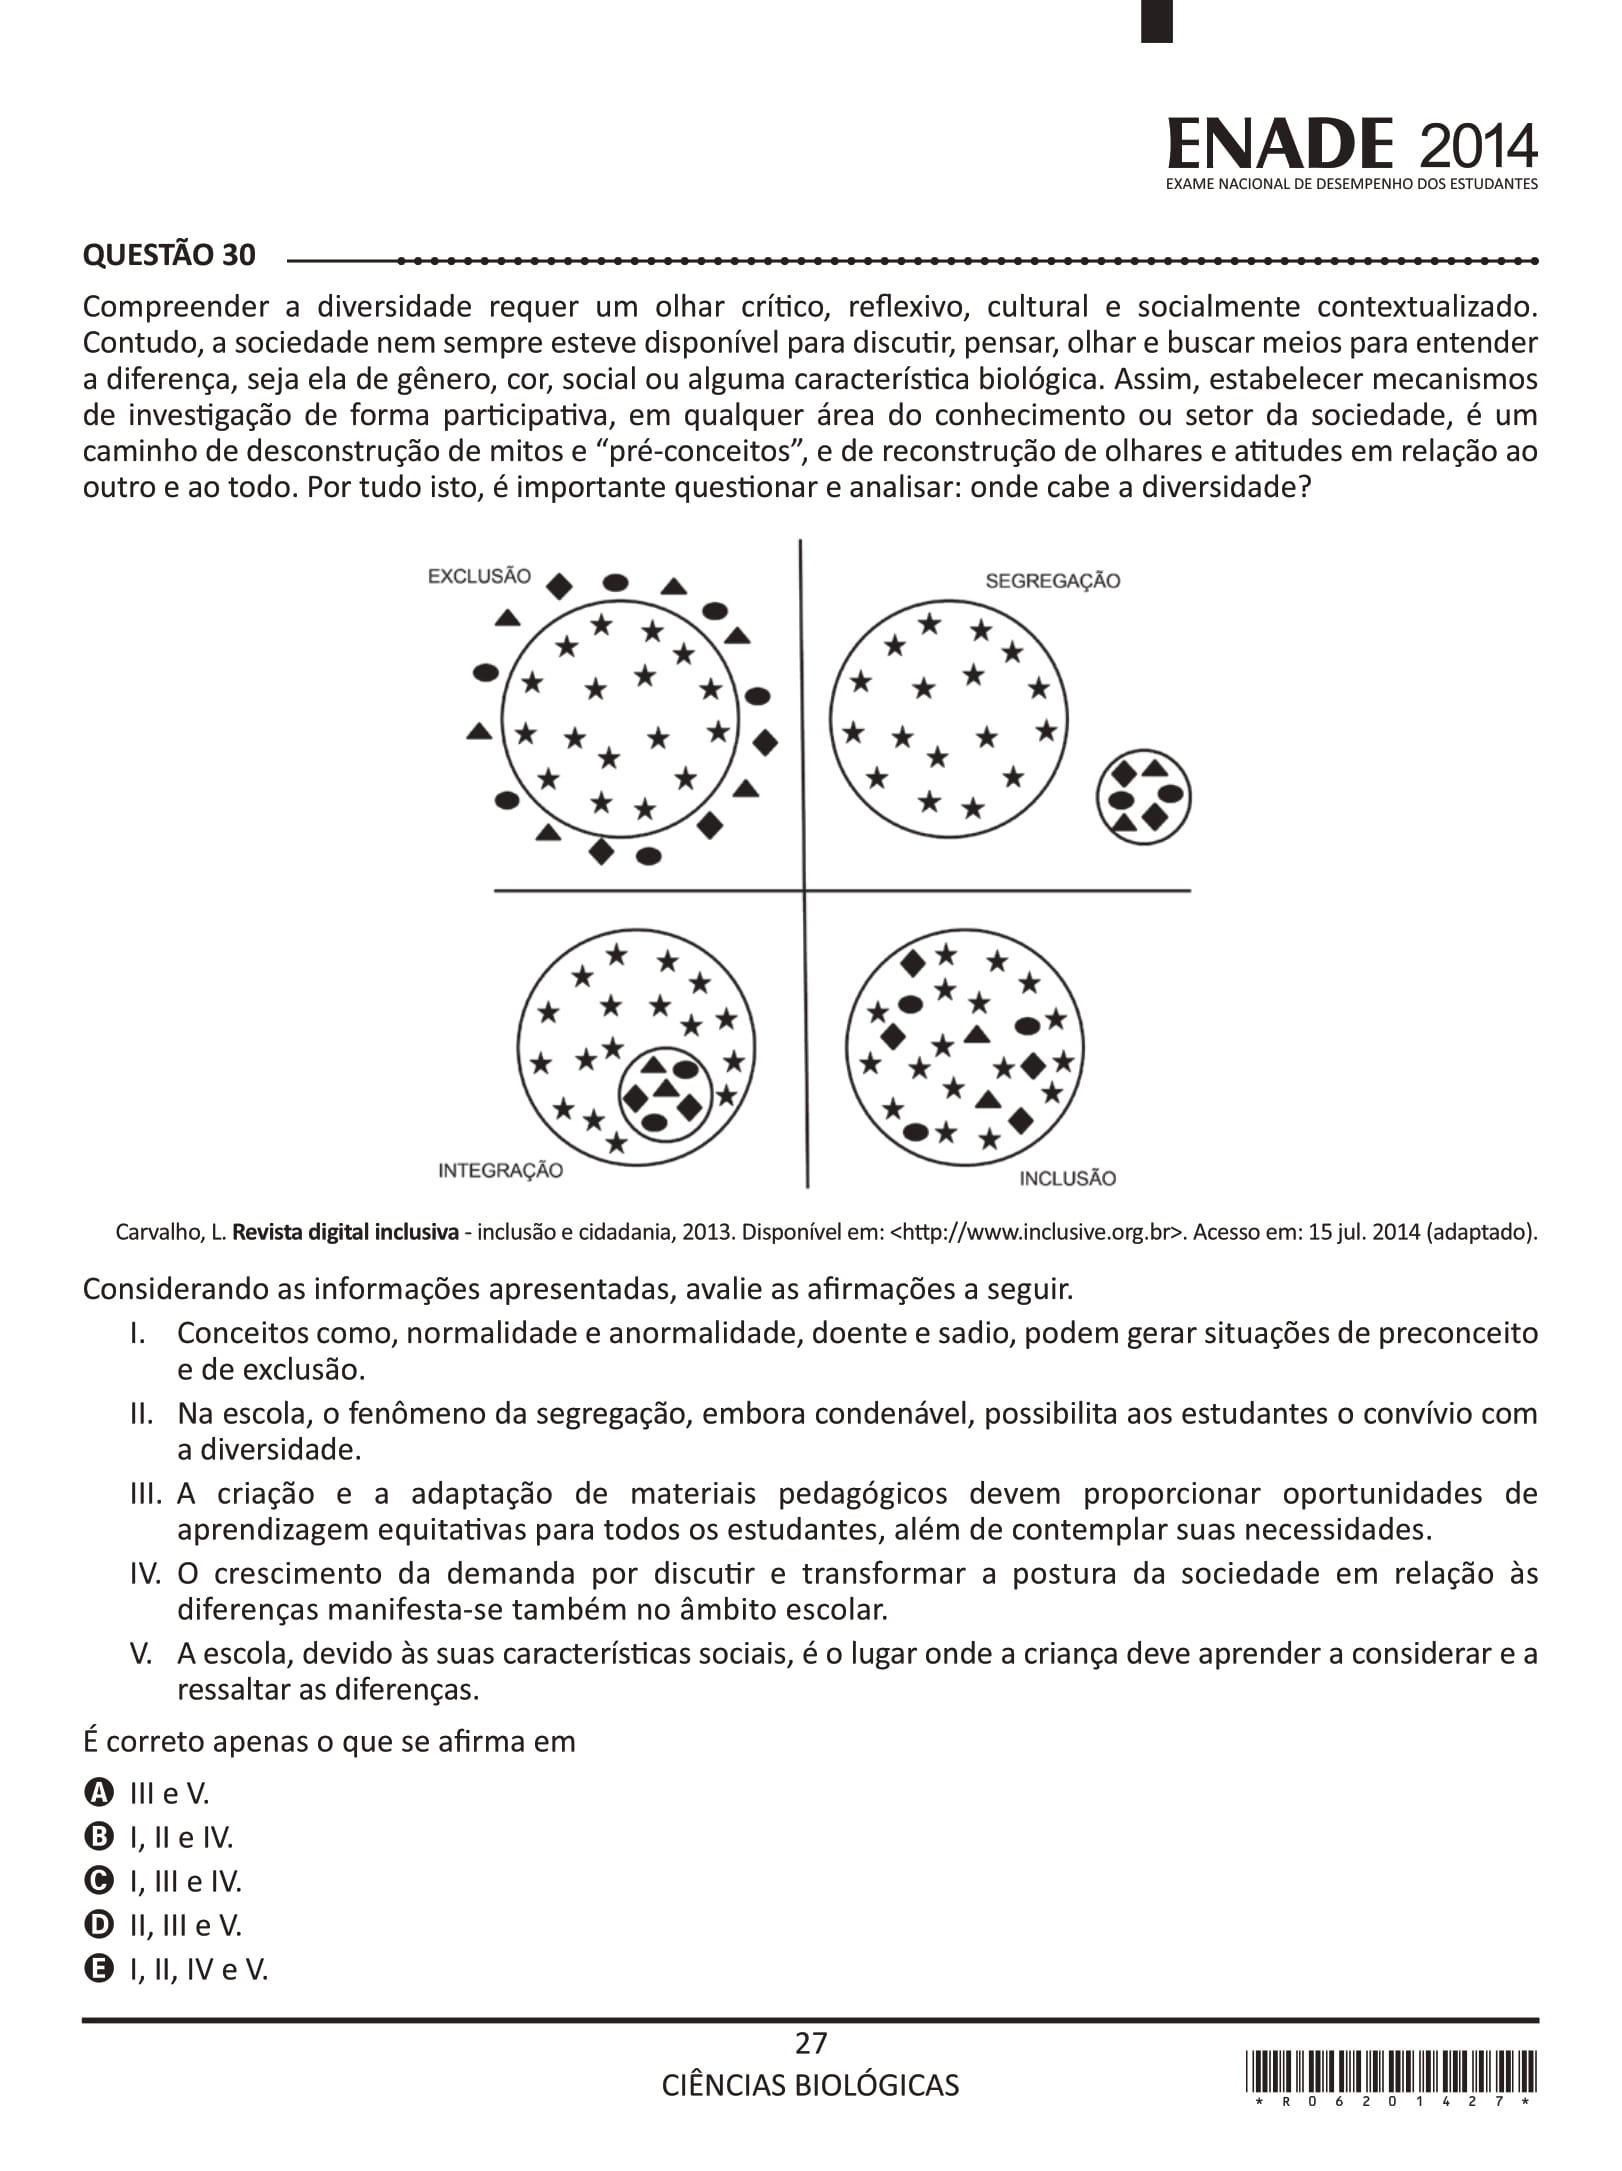 ENADE 2014
EXAME NACIONAL DE DESEMPENHO DOS ESTUDANTES
QUESTÃO 30
Compreender a diversidade requer um olhar crítico, reflexivo, cultural e socialmente contextualizado.
Contudo, a sociedade nem sempre esteve disponível para discutir, pensar, olhar e buscar meios para entender
a diferença, seja ela de gênero, cor, social ou alguma característica biológica. Assim, estabelecer mecanismos
de investigação de forma participativa, em qualquer área do conhecimento ou setor da sociedade, é um
caminho de desconstrução de mitos e “pré-conceitos”, e de reconstrução de olhares e atitudes em relação ao
outro e ao todo. Por tudo isto, é importante questionar e analisar: onde cabe a diversidade?
EXCLUSÃO
SEGREGAÇÃO
INTEGRAÇÃO
INCLUSÃO
Carvalho, L. Revista digital inclusiva - inclusão e cidadania, 2013. Disponível em: <http://www.inclusive.org.br>. Acesso em: 15 jul. 2014 (adaptado).
Considerando as informações apresentadas, avalie as afirmações a seguir.
I. Conceitos como, normalidade e anormalidade, doente e sadio, podem gerar situações de preconceito
e de exclusão.
II. Na escola, o fenômeno da segregação, embora condenável, possibilita aos estudantes o convívio com
a diversidade.
III. A criação e a adaptação de materiais pedagógicos devem proporcionar oportunidades de
aprendizagem equitativas para todos os estudantes, além de contemplar suas necessidades.
IV. O crescimento da demanda por discutir e transformar a postura da sociedade em relação às
diferenças manifesta-se também no âmbito escolar.
V. A escola, devido às suas características sociais, é o lugar onde a criança deve aprender a considerar e a
ressaltar as diferenças.
É correto apenas o que se afirma em
A III e V.
B I, II e IV.
C I, III e IV.
D II, III e V.
E I, II, IV e V.
27
CIÊNCIAS BIOLÓGICAS
* R 0 6 2 0 1 4 2 7 *